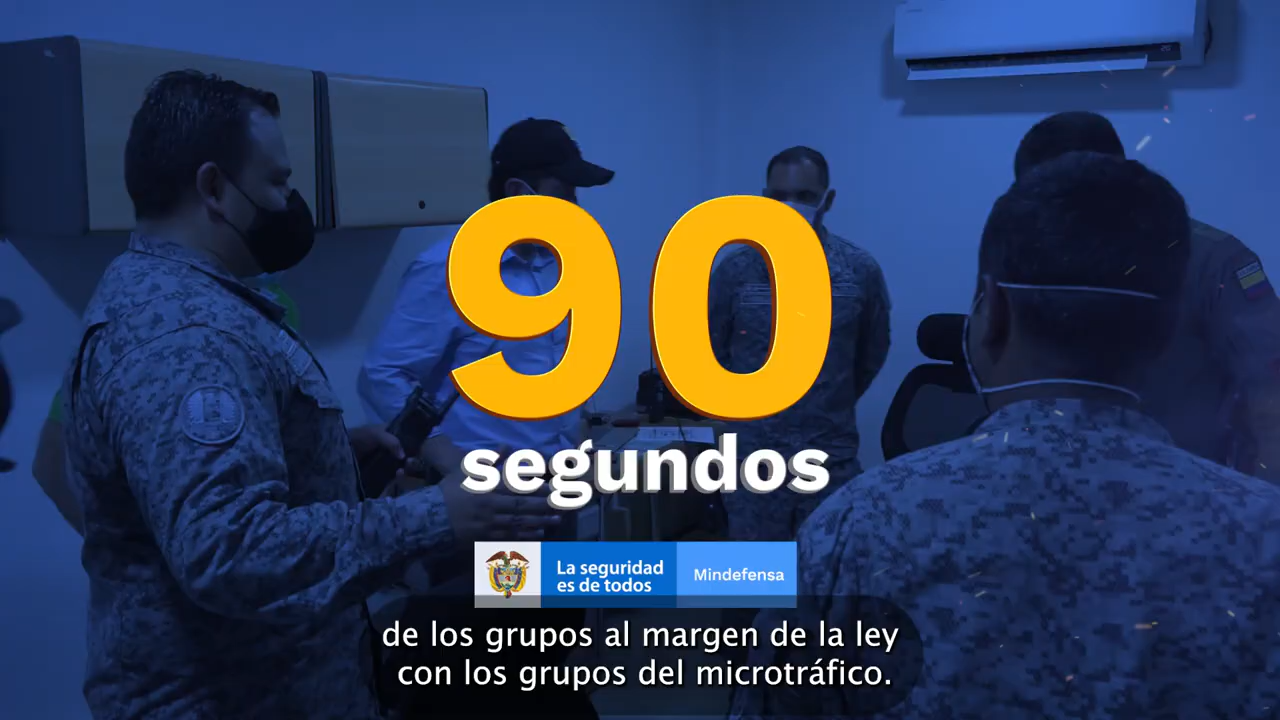 90
segundos
La seguridad
es de todos
Mindefensa
de los grupos al margen de la ley
con los grupos del microtráfico.